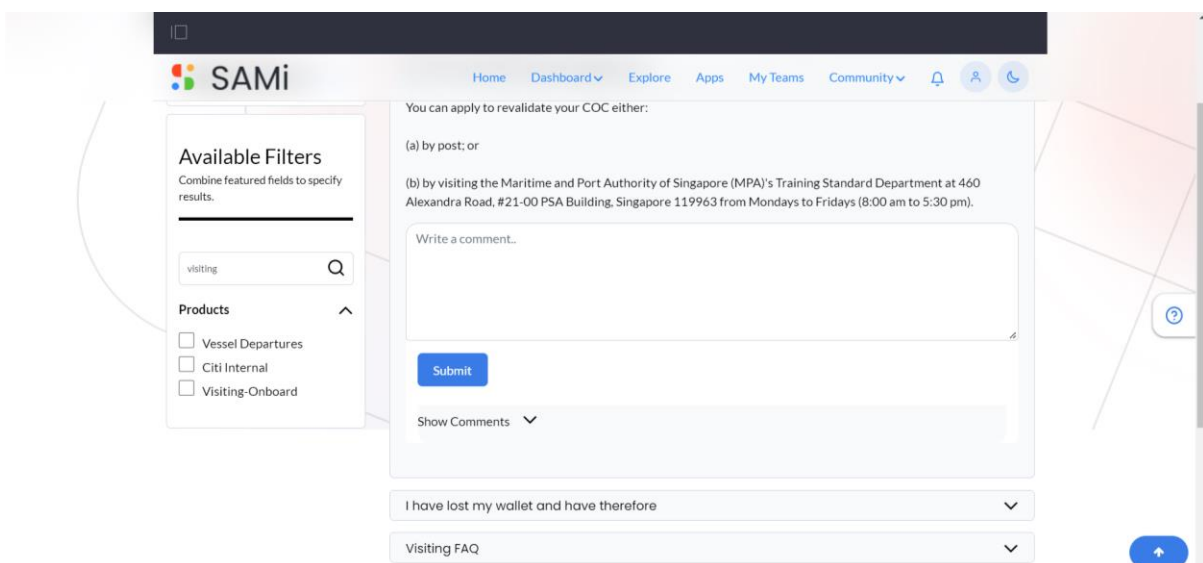 SAMi
Home Dashboard Explore Apps My Teams Community
You can apply to revalidate your COC either:
(a) by post; or
(b) by visiting the Maritime and Port Authority of Singapore (MPA)'s Training Standard Department at 460
Alexandra Road, #21-00 PSA Building, Singapore 119963 from Mondays to Fridays (8:00 am to 5:30 pm).
Available Filters
Combine featured fields to specify
results.
visiting
Products
Vessel Departures
Citi Internal
Visiting-Onboard
Write a comment..
Submit
Show Comments
I have lost my wallet and have therefore
Visiting FAQ